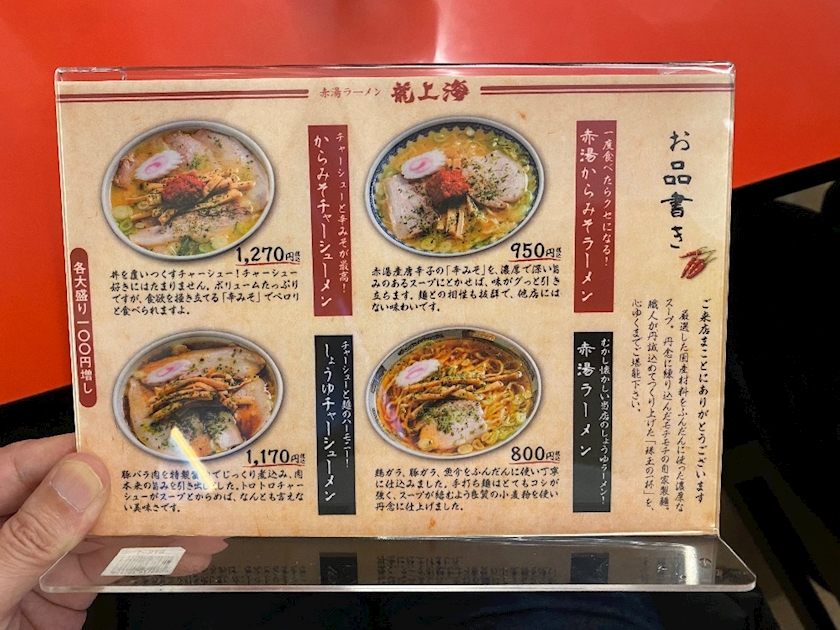 赤湯ラーメン 龍上海
お品書き
ご来店まことにありがとうございます
厳選した国産材料をふんだんに使った濃厚な
スープ。丹念に練り込んだモチモチの自家製麺。
職人が丹誠込めてつくり上げた「珠玉の一杯」を、
心ゆくまでご堪能下さい。
一度食べたらクセになる!
赤湯からみそラーメン
950円税込
赤湯産唐辛子の「辛みそ」を、濃厚で深い旨
みのあるスープにとかせば、味がグッと引き
立ちます。麺との相性も抜群で、他店には
ない味わいです。
チャーシューと辛みそが最高!
からみそチャーシューメン
1,270円税込
丼を覆いつくすチャーシュー!チャーシュー
好きにはたまりません。ボリュームたっぷり
ですが、食欲を掻き立てる「辛みそ」でペロリ
と食べられますよ。
むかし懐かしい当店のしょうゆラーメン!
赤湯ラーメン
800円税込
鶏ガラ、豚ガラ、魚介をふんだんに使い丁寧
に仕込みました。手打ち麺はとてもコシが
強く、スープが絡むよう良質の小麦粉を使い
丹念に仕上げました。
チャーシューと麺のハーモニー!
しょうゆチャーシューメン
1,170円税込
豚バラ肉を特製醤 でじっくり煮込み、肉
本来の旨みを引き出しました。トロトロチャー
シューがスープとからめば、なんとも言えな
い美味さです。
各大盛り一〇〇円増し